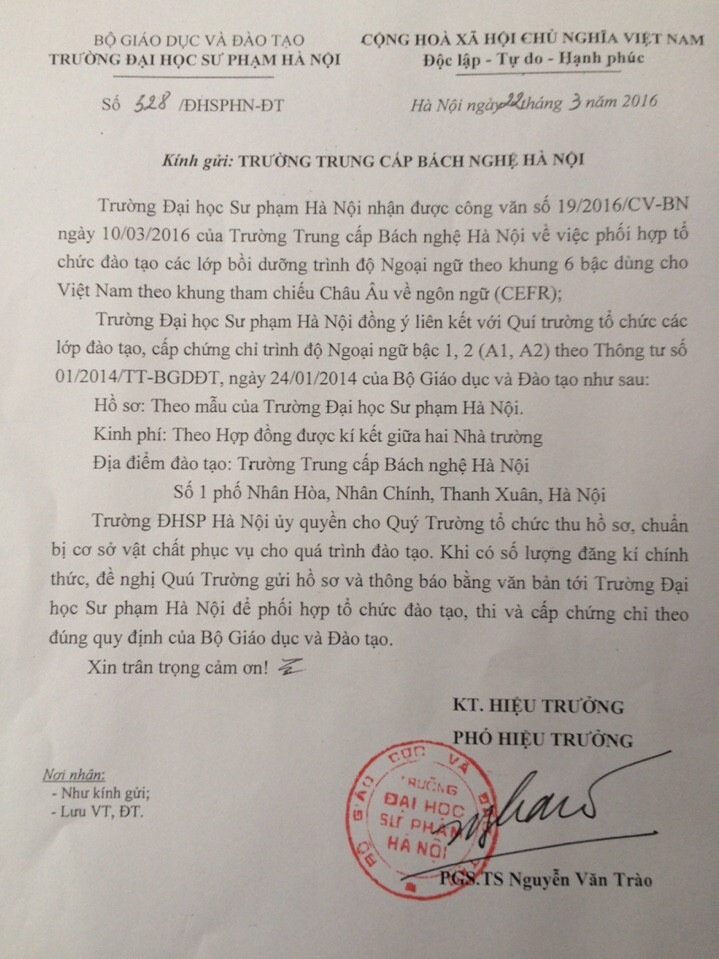 BỘ GIÁO DỤC VÀ ĐÀO TẠO
TRƯỜNG ĐẠI HỌC SƯ PHẠM HÀ NỘI
CỘNG HOÀ XÃ HỘI CHỦ NGHĨA VIỆT NAM
Độc lập - Tự do - Hạnh phúc
Số 328 /ĐHSPHN-ĐT
Hà Nội ngày 22 tháng 3 năm 2016
Kính gửi: TRƯỜNG TRUNG CẤP BÁCH NGHỆ HÀ NỘI
Trường Đại học Sư phạm Hà Nội nhận được công văn số 19/2016/CV-BN
ngày 10/03/2016 của Trường Trung cấp Bách nghệ Hà Nội về việc phối hợp tổ
chức đào tạo các lớp bồi dưỡng trình độ Ngoại ngữ theo khung 6 bậc dùng cho
Việt Nam theo khung tham chiếu Châu Âu về ngôn ngữ (CEFR);
Trường Đại học Sư phạm Hà Nội đồng ý liên kết với Quí trường tổ chức các
lớp đào tạo, cấp chứng chỉ trình độ Ngoại ngữ bậc 1, 2 (A1, A2) theo Thông tư số
01/2014/TT-BGDĐT, ngày 24/01/2014 của Bộ Giáo dục và Đào tạo như sau:
Hồ sơ: Theo mẫu của Trường Đại học Sư phạm Hà Nội.
Kinh phí: Theo Hợp đồng được kí kết giữa hai Nhà trường
Địa điểm đào tạo: Trường Trung cấp Bách nghệ Hà Nội
Số 1 phố Nhân Hòa, Nhân Chính, Thanh Xuân, Hà Nội
Trường ĐHSP Hà Nội ủy quyền cho Quý Trường tổ chức thu hồ sơ, chuẩn
bị cơ sở vật chất phục vụ cho quá trình đào tạo. Khi có số lượng đăng kí chính
thức, đề nghị Quú Trường gửi hồ sơ và thông báo bằng văn bản tới Trường Đại
học Sư phạm Hà Nội để phối hợp tổ chức đào tạo, thi và cấp chứng chỉ theo
đúng quy định của Bộ Giáo dục và Đào tạo.
Xin trân trọng cảm ơn!
KT. HIỆU TRƯỞNG
PHÓ HIỆU TRƯỞNG
Nơi nhận:
- Như kính gửi;
- Lưu VT, ĐT.
BỘ GIÁO DỤC VÀ
TRƯỜNG
ĐẠI HỌC
SƯ PHẠM
HÀ NỘI
PGS.TS Nguyễn Văn Trào